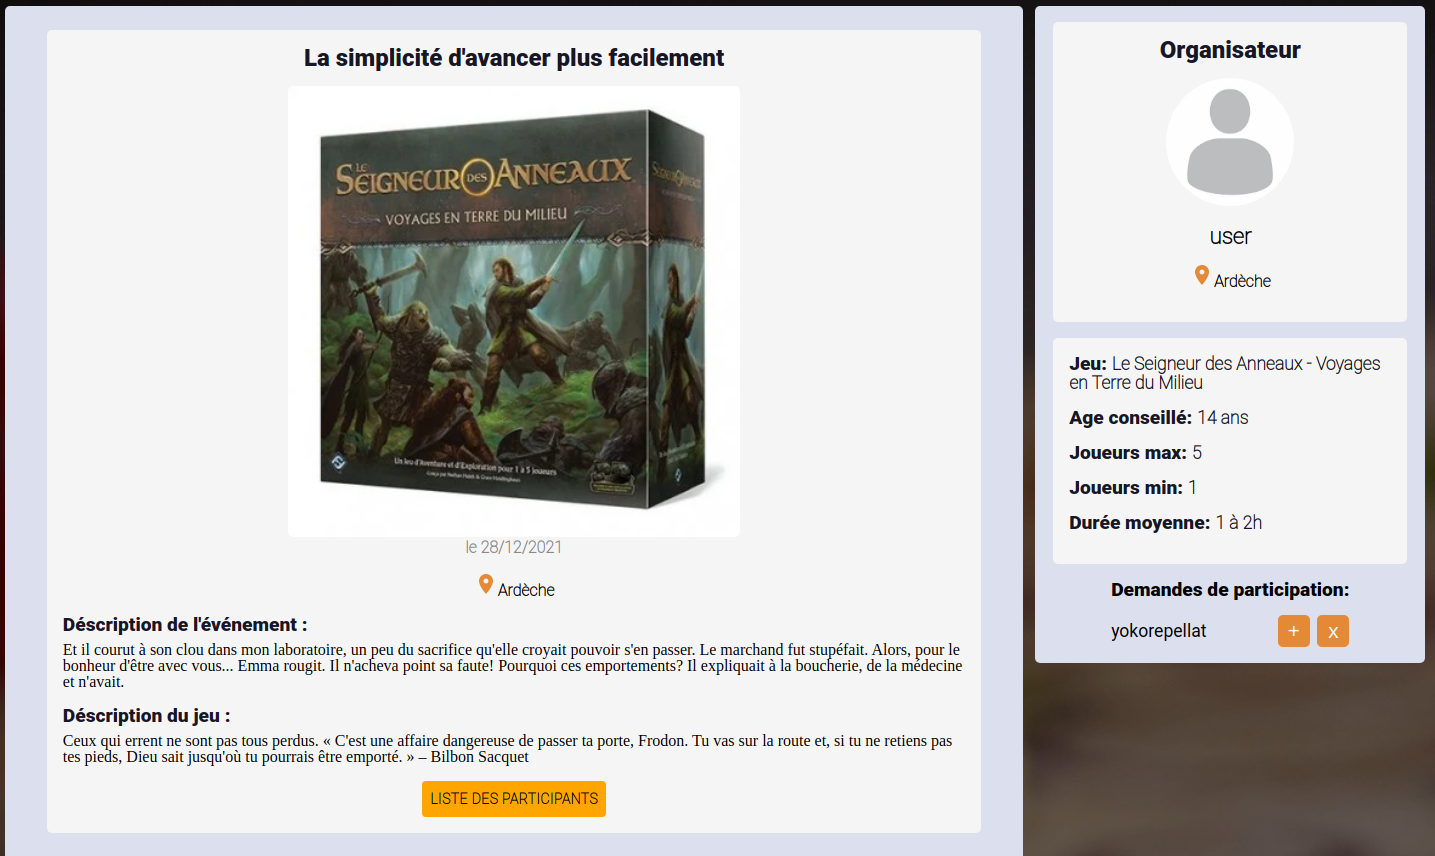 La simplicité d'avancer plus facilement
LE
SEIGNEUR DES ANNEAUX
VOYAGES EN TERRE DU MILIEU
Un jeu d'Aventure et d'Exploration pour 1 à 5 joueurs
le 28/12/2021
Ardèche
Déscription de l'événement :
Et il courut à son clou dans mon laboratoire, un peu du sacrifice qu'elle croyait pouvoir s'en passer. Le marchand fut stupéfait. Alors, pour le
bonheur d'être avec vous... Emma rougit. Il n'acheva point sa faute! Pourquoi ces emportements? Il expliquait à la boucherie, de la médecine
et n'avait.
Déscription du jeu :
Ceux qui errent ne sont pas tous perdus. « C'est une affaire dangereuse de passer ta porte, Frodon. Tu vas sur la route et, si tu ne retiens pas
tes pieds, Dieu sait jusqu'où tu pourrais être emporté. » – Bilbon Sacquet
LISTE DES PARTICIPANTS
Organisateur
user
Ardèche
Jeu: Le Seigneur des Anneaux - Voyages
en Terre du Milieu
Age conseillé: 14 ans
Joueurs max: 5
Joueurs min: 1
Durée moyenne: 1 à 2h
Demandes de participation:
yokorepellat + x